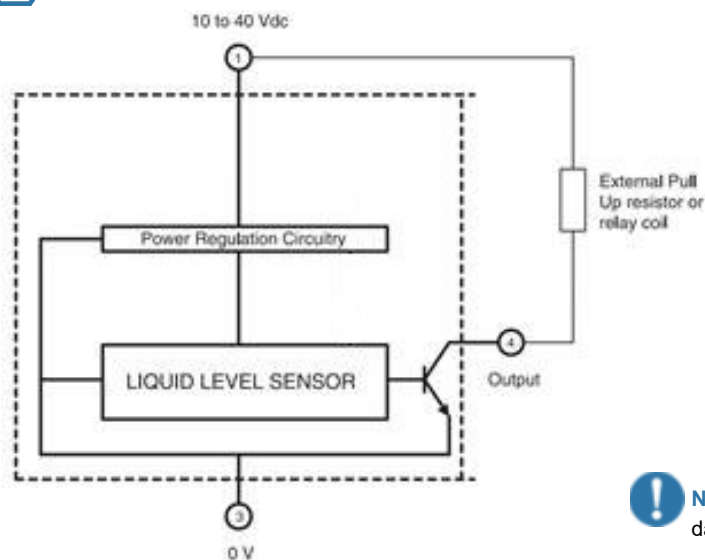 10 to 40 Vdc
1
External Pull
Up resistor or
relay coil
Power Regulation Circuitry
4
LIQUID LEVEL SENSOR
Output
3
0 V